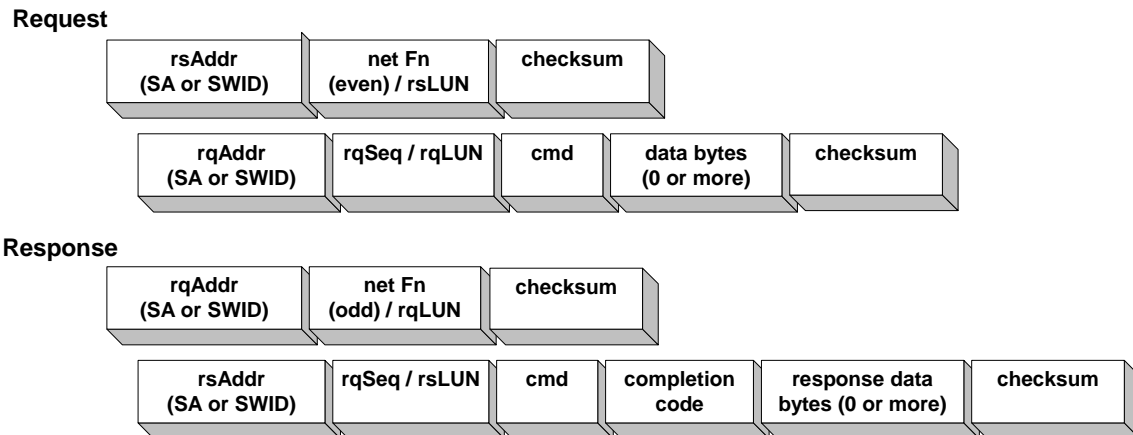 Request
rsAddr
(SA or SWID)
net Fn
(even) / rsLUN
checksum
rqAddr
(SA or SWID)
rqSeq / rqLUN
cmd
data bytes
(0 or more)
checksum
Response
rqAddr
(SA or SWID)
net Fn
(odd) / rqLUN
checksum
rsAddr
(SA or SWID)
rqSeq / rsLUN
cmd
completion
code
response data
bytes (0 or more)
checksum